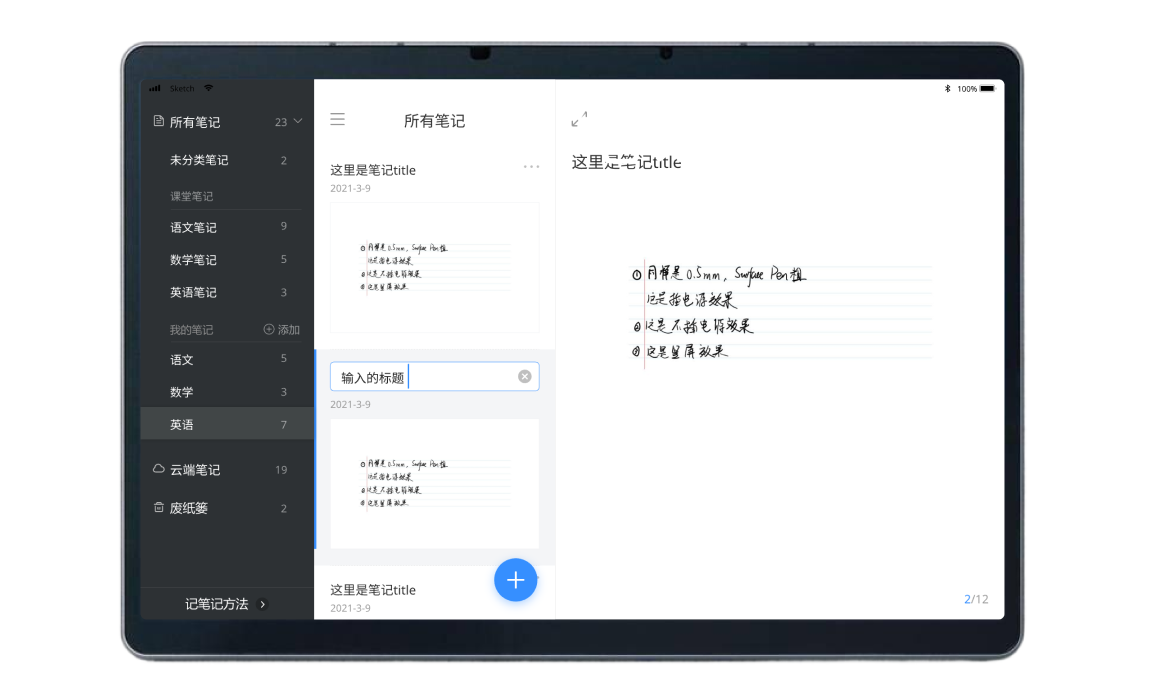 Sketch
100%
所有笔记 23
未分类笔记 2
课堂笔记
语文笔记 9
数学笔记 5
英语笔记 3
我的笔记 添加
语文 5
数学 3
英语 7
云端笔记 19
废纸篓 2
记笔记方法
所有笔记
这里是笔记title
2021-3-9
① 用笔是0.5mm, Surface Pen粗
这是插电源效果
②这是不插电源效果
③ 这是显屏效果
输入的标题
2021-3-9
① 用笔是0.5mm, Surface Pen粗
这是插电源效果
②这是不插电源效果
③ 这是显屏效果
这里是笔记title
2021-3-9
这里是笔记title
① 用笔是0.5mm, Surface Pen粗
这是插电源效果
②这是不插电源效果
③ 这是显屏效果
2/12